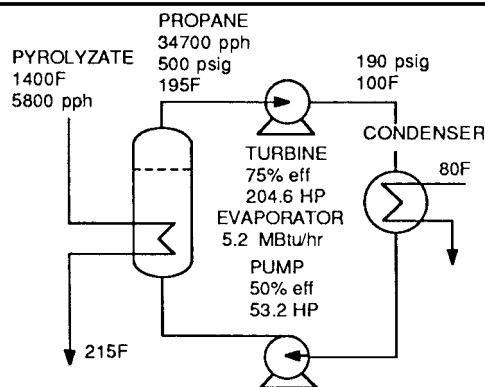 PROPANE
34700 pph
500 psig
195F
PYROLYZATE
1400F
5800 pph
190 psig
100F
CONDENSER
80F
TURBINE
75% eff
204.6 HP
EVAPORATOR
5.2 MBtu/hr
PUMP
50% eff
53.2 HP
215F